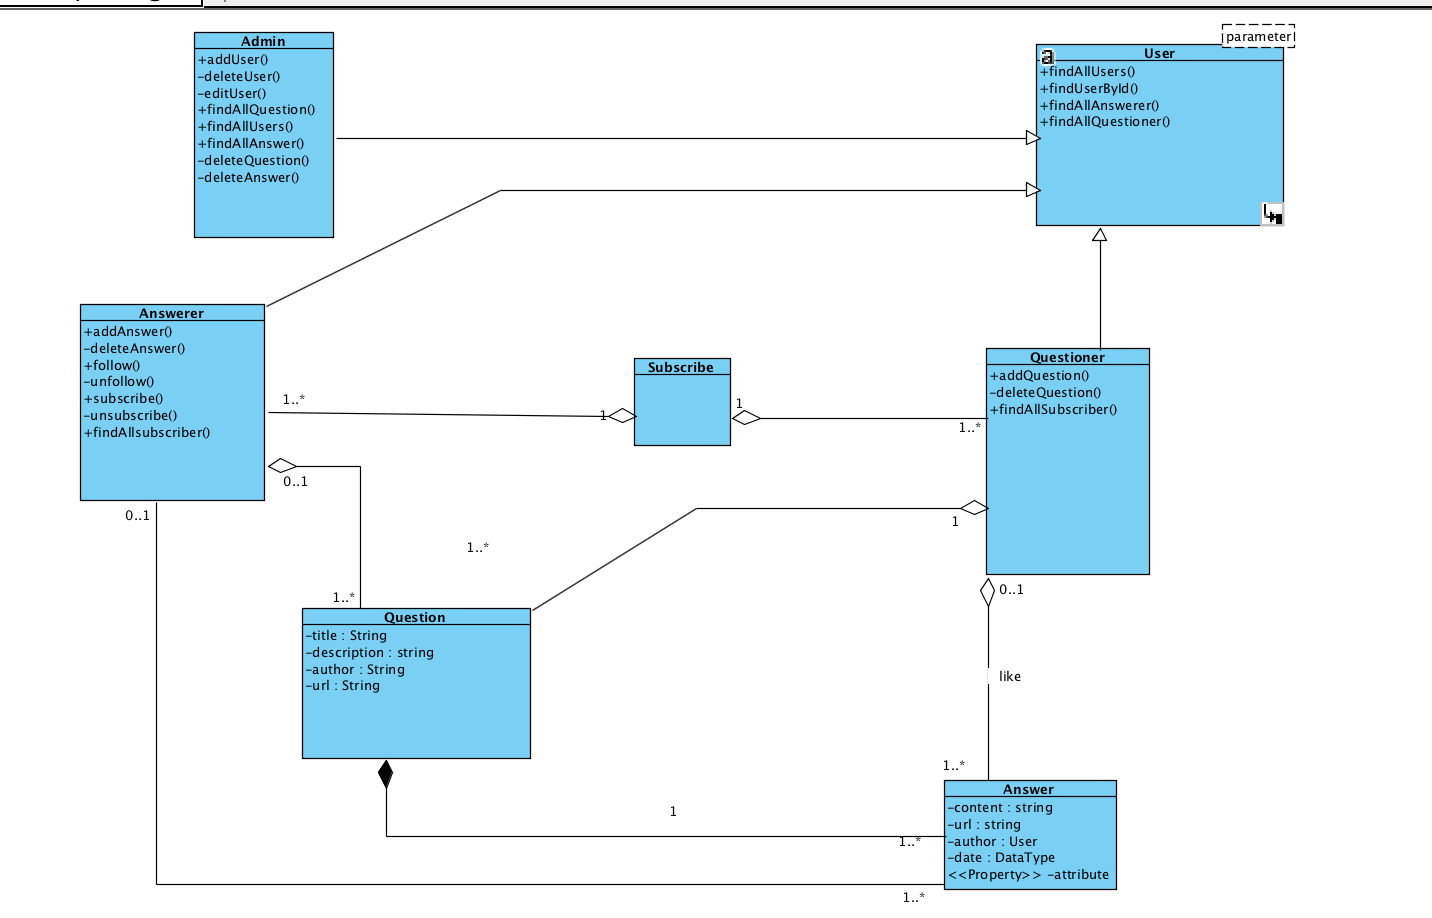 Admin
+addUser()
-deleteUser()
-editUser()
+findAllQuestion()
+findAllUsers()
+findAllAnswer()
-deleteQuestion()
-deleteAnswer()
parameter
a
User
+findAllUsers()
+findUserById()
+findAllAnswerer()
+findAllQuestioner()
Answerer
+addAnswer()
-deleteAnswer()
+follow()
-unfollow()
+subscribe()
-unsubscribe()
+findAllsubscriber()
1..*
1
Subscribe
1
1..*
Questioner
+addQuestion()
-deleteQuestion()
+findAllSubscriber()
0..1
1..*
0..1
1..*
1
Question
-title : String
-description : string
-author : String
-url : String
0..1
like
1..*
1
1..*
Answer
-content : string
-url : string
-author : User
-date : DataType
<<Property>> -attribute
1..*